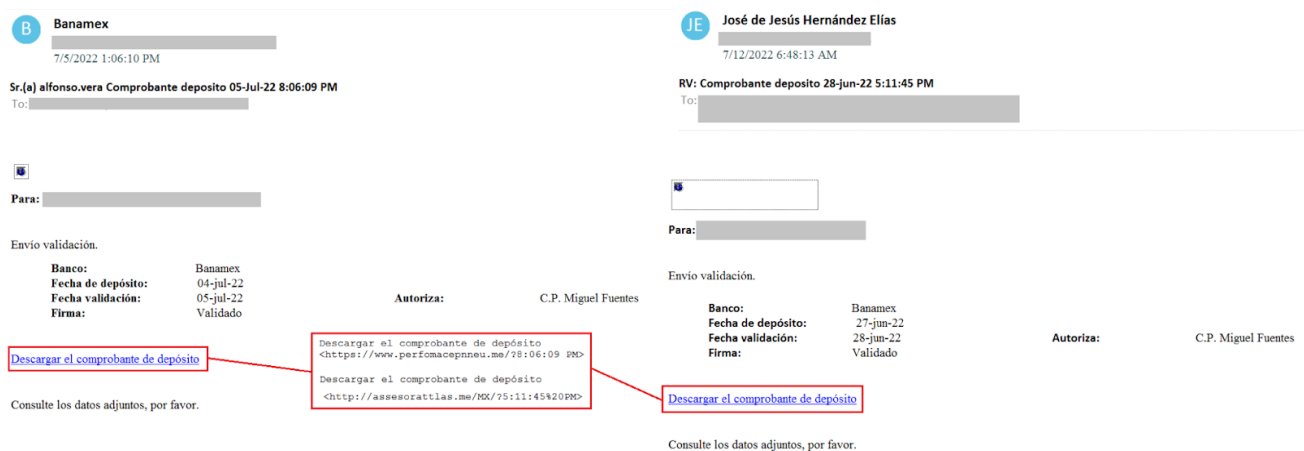 B
Banamex
7/5/2022 1:06:10 PM
Sr.(a) alfonso.vera Comprobante deposito 05-Jul-22 8:06:09 PM
To:
Para:
Envío validación.
Banco: Banamex
Fecha de depósito: 04-jul-22
Fecha validación: 05-jul-22 Autoriza: C.P. Miguel Fuentes
Firma: Validado
Descargar el comprobante de depósito
Consulte los datos adjuntos, por favor.
Descargar el comprobante de depósito
<https://www.perfomacepnneu.me/?8:06:09 PM>
Descargar el comprobante de depósito
<http://assesorattlas.me/MX/?5:11:45%20PM>
JE
José de Jesús Hernández Elías
7/12/2022 6:48:13 AM
RV: Comprobante deposito 28-jun-22 5:11:45 PM
To:
Para:
Envío validación.
Banco: Banamex
Fecha de depósito: 27-jun-22
Fecha validación: 28-jun-22 Autoriza: C.P. Miguel Fuentes
Firma: Validado
Descargar el comprobante de depósito
Consulte los datos adjuntos, por favor.